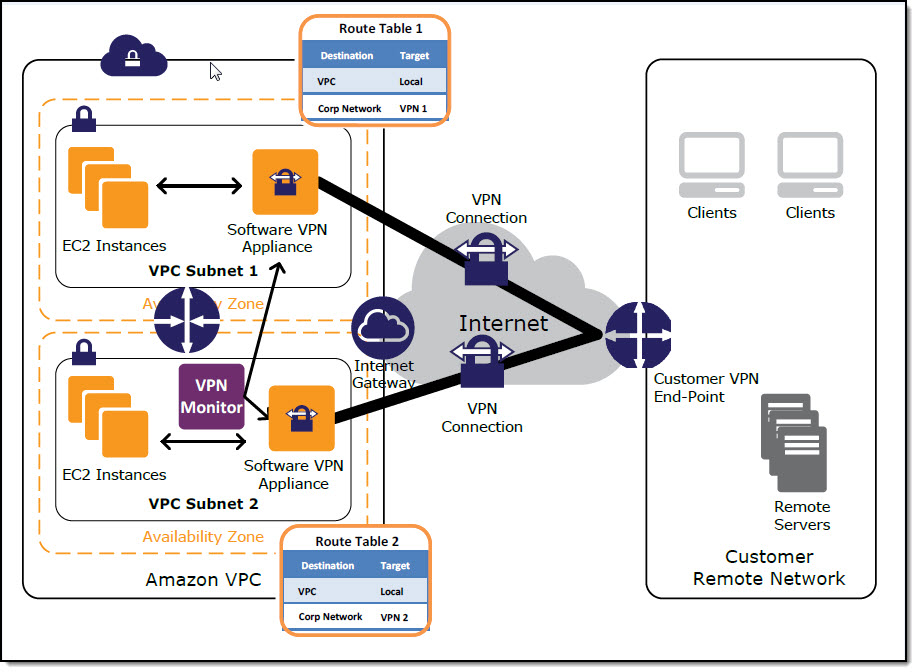 Route Table 1
Destination Target
VPC Local
Corp Network VPN 1
EC2 Instances
Software VPN
Appliance
VPC Subnet 1
Availability Zone
VPN
Connection
Internet
Internet
Gateway
VPN
Connection
VPN
Monitor
EC2 Instances
Software VPN
Appliance
VPC Subnet 2
Availability Zone
Amazon VPC
Route Table 2
Destination Target
VPC Local
Corp Network VPN 2
Clients
Clients
Customer VPN
End-Point
Remote
Servers
Customer
Remote Network